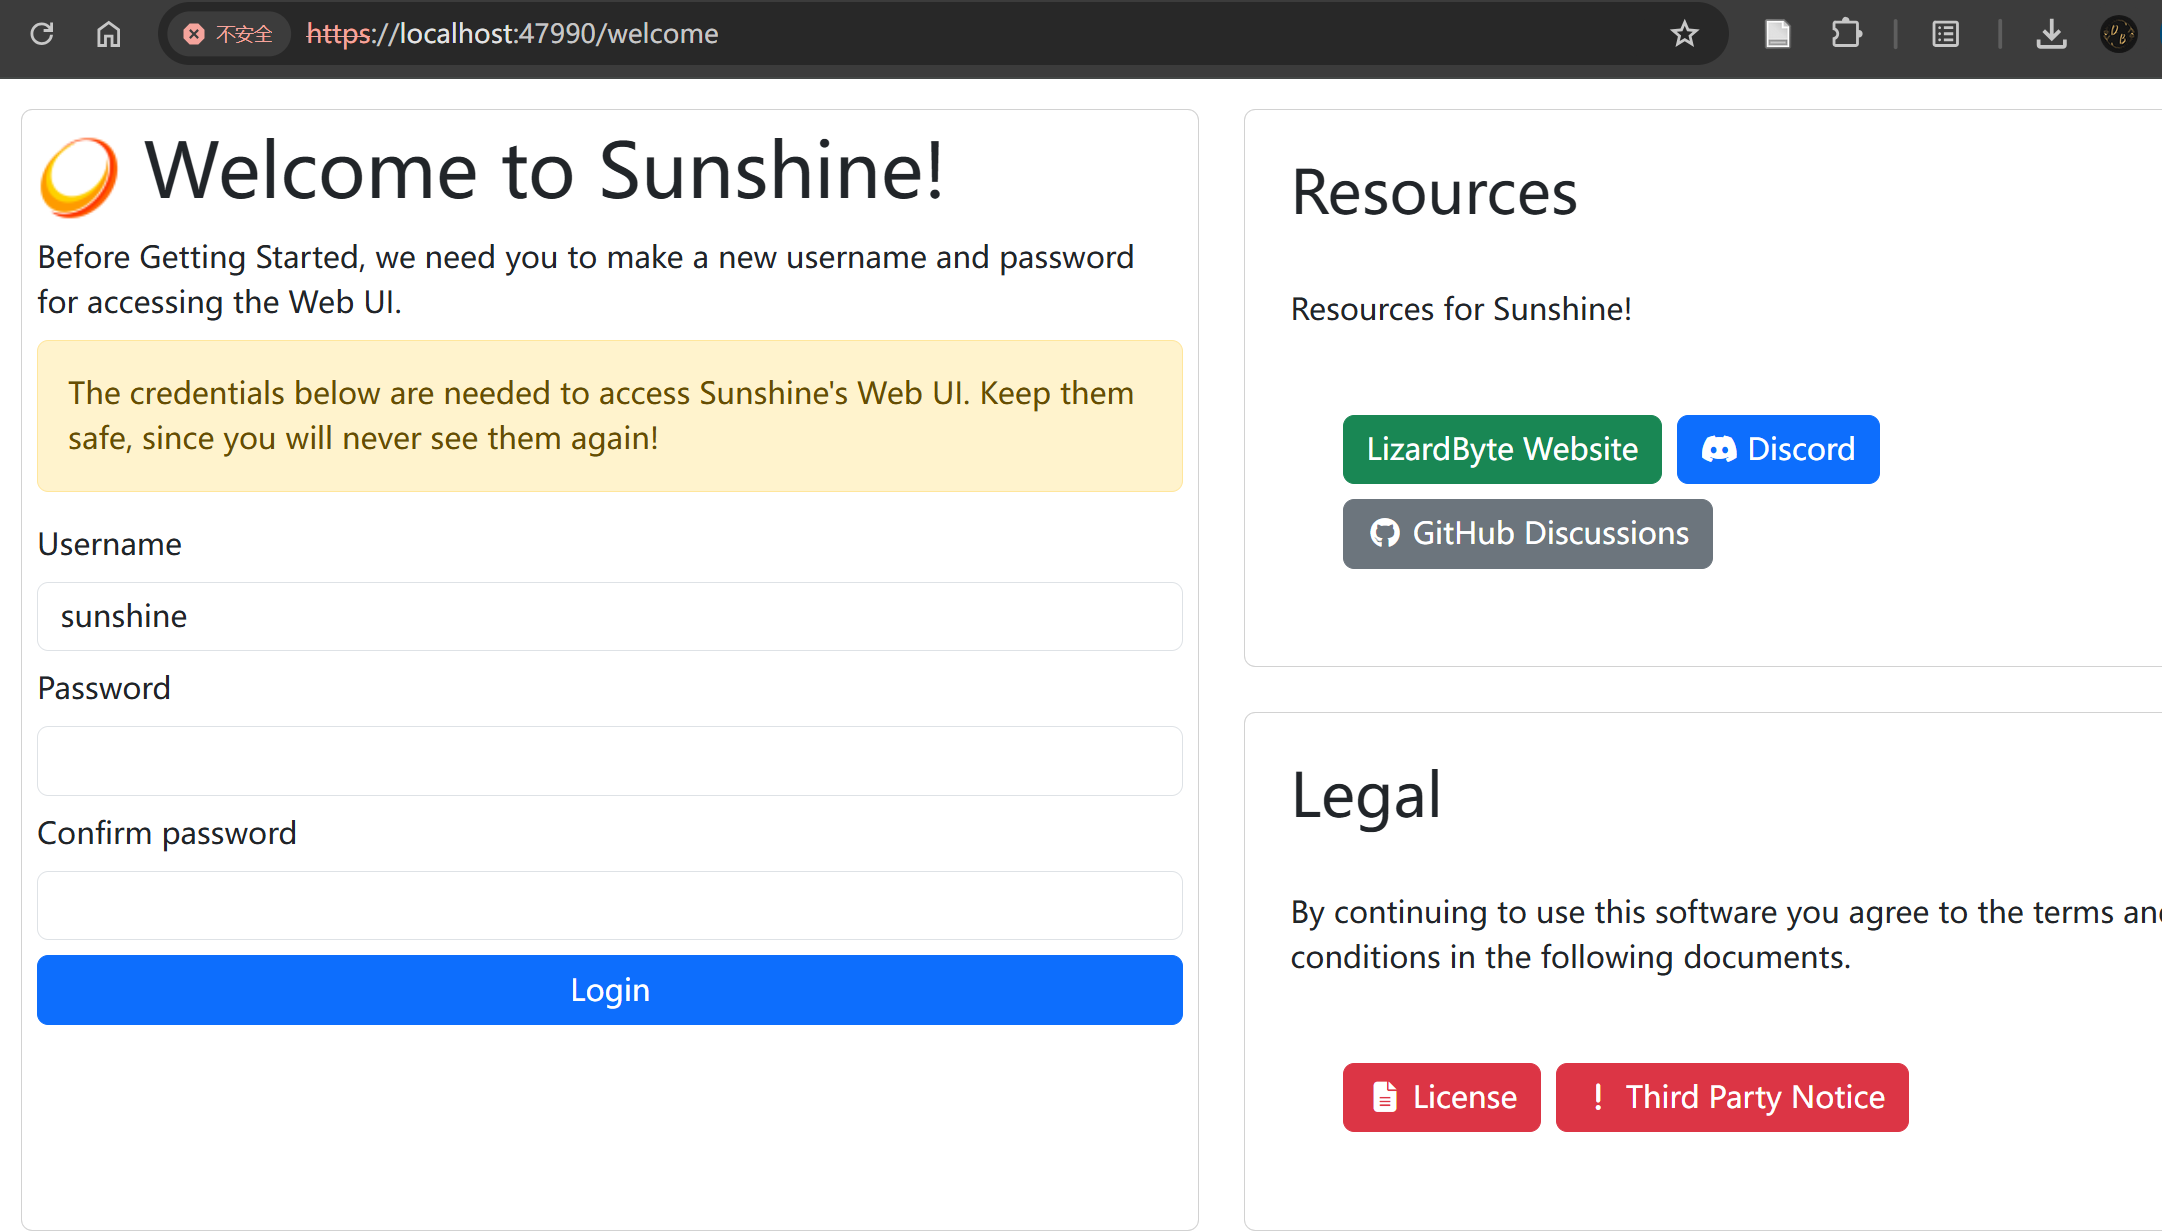 不安全
https://localhost:47990/welcome
Welcome to Sunshine!
Before Getting Started, we need you to make a new username and password
for accessing the Web UI.
The credentials below are needed to access Sunshine's Web UI. Keep them
safe, since you will never see them again!
Username
sunshine
Password
Confirm password
Login
Resources
Resources for Sunshine!
LizardByte Website
Discord
GitHub Discussions
Legal
By continuing to use this software you agree to the terms and
conditions in the following documents.
License
! Third Party Notice